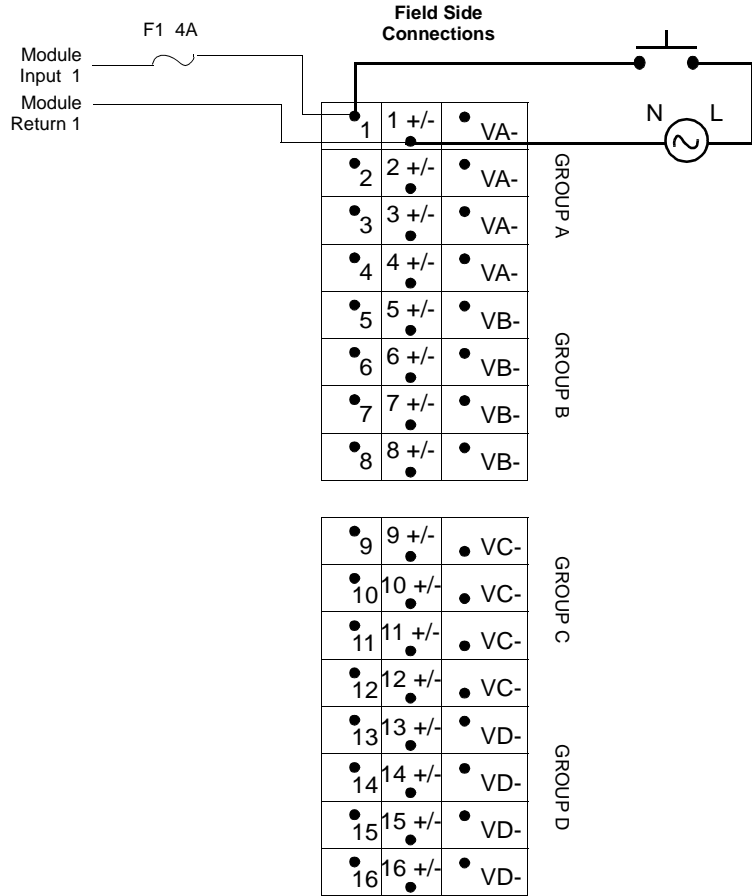 Field Side
Connections
F1 4A
Module
Input 1
Module
Return 1
N L
1 1 +/- VA-
2 2 +/- VA-
3 3 +/- VA-
4 4 +/- VA-
GROUP A
5 5 +/- VB-
6 6 +/- VB-
7 7 +/- VB-
8 8 +/- VB-
GROUP B
9 9 +/- VC-
10 10 +/- VC-
11 11 +/- VC-
12 12 +/- VC-
GROUP C
13 13 +/- VD-
14 14 +/- VD-
15 15 +/- VD-
16 16 +/- VD-
GROUP D